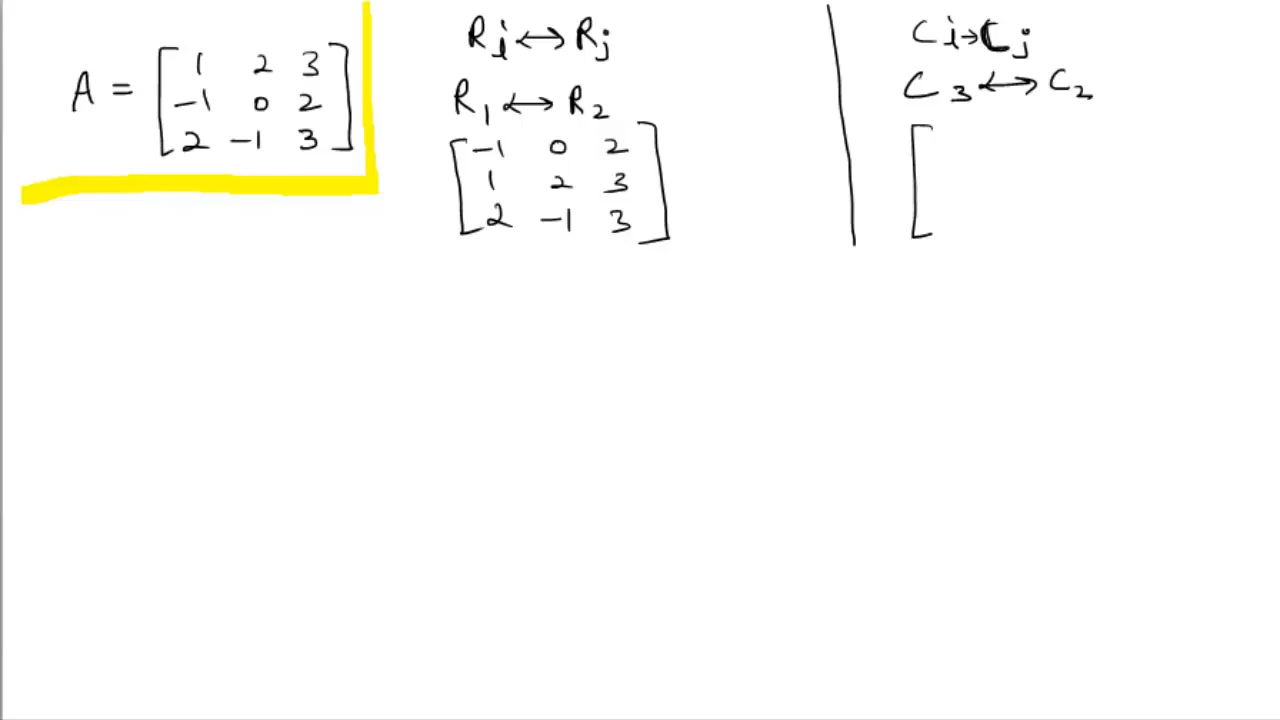 A = [ 1 2 3
-1 0 2
2 -1 3 ]
Ri ↔ Rj
R1 ↔ R2
[ -1 0 2
1 2 3
2 -1 3 ]
Ci → Cj
C3 ↔ C2
[